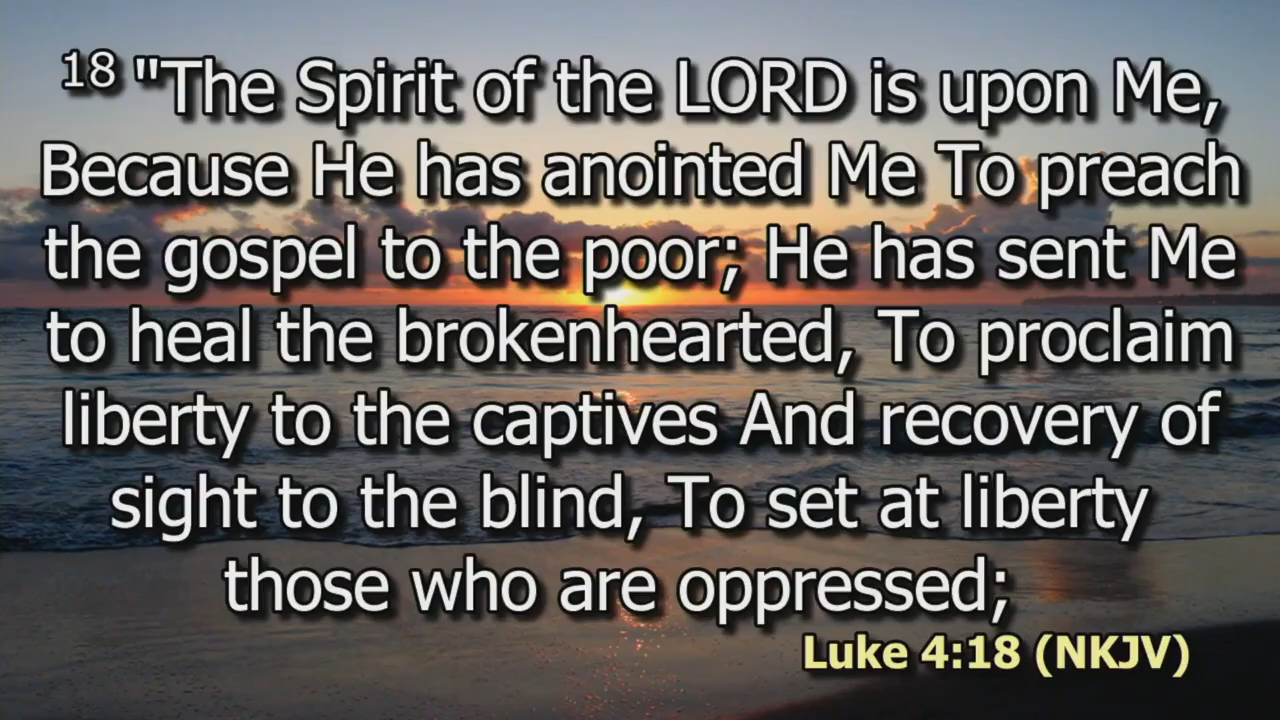 18 "The Spirit of the LORD is upon Me,
Because He has anointed Me To preach
the gospel to the poor; He has sent Me
to heal the brokenhearted, To proclaim
liberty to the captives And recovery of
sight to the blind, To set at liberty
those who are oppressed;
Luke 4:18 (NKJV)